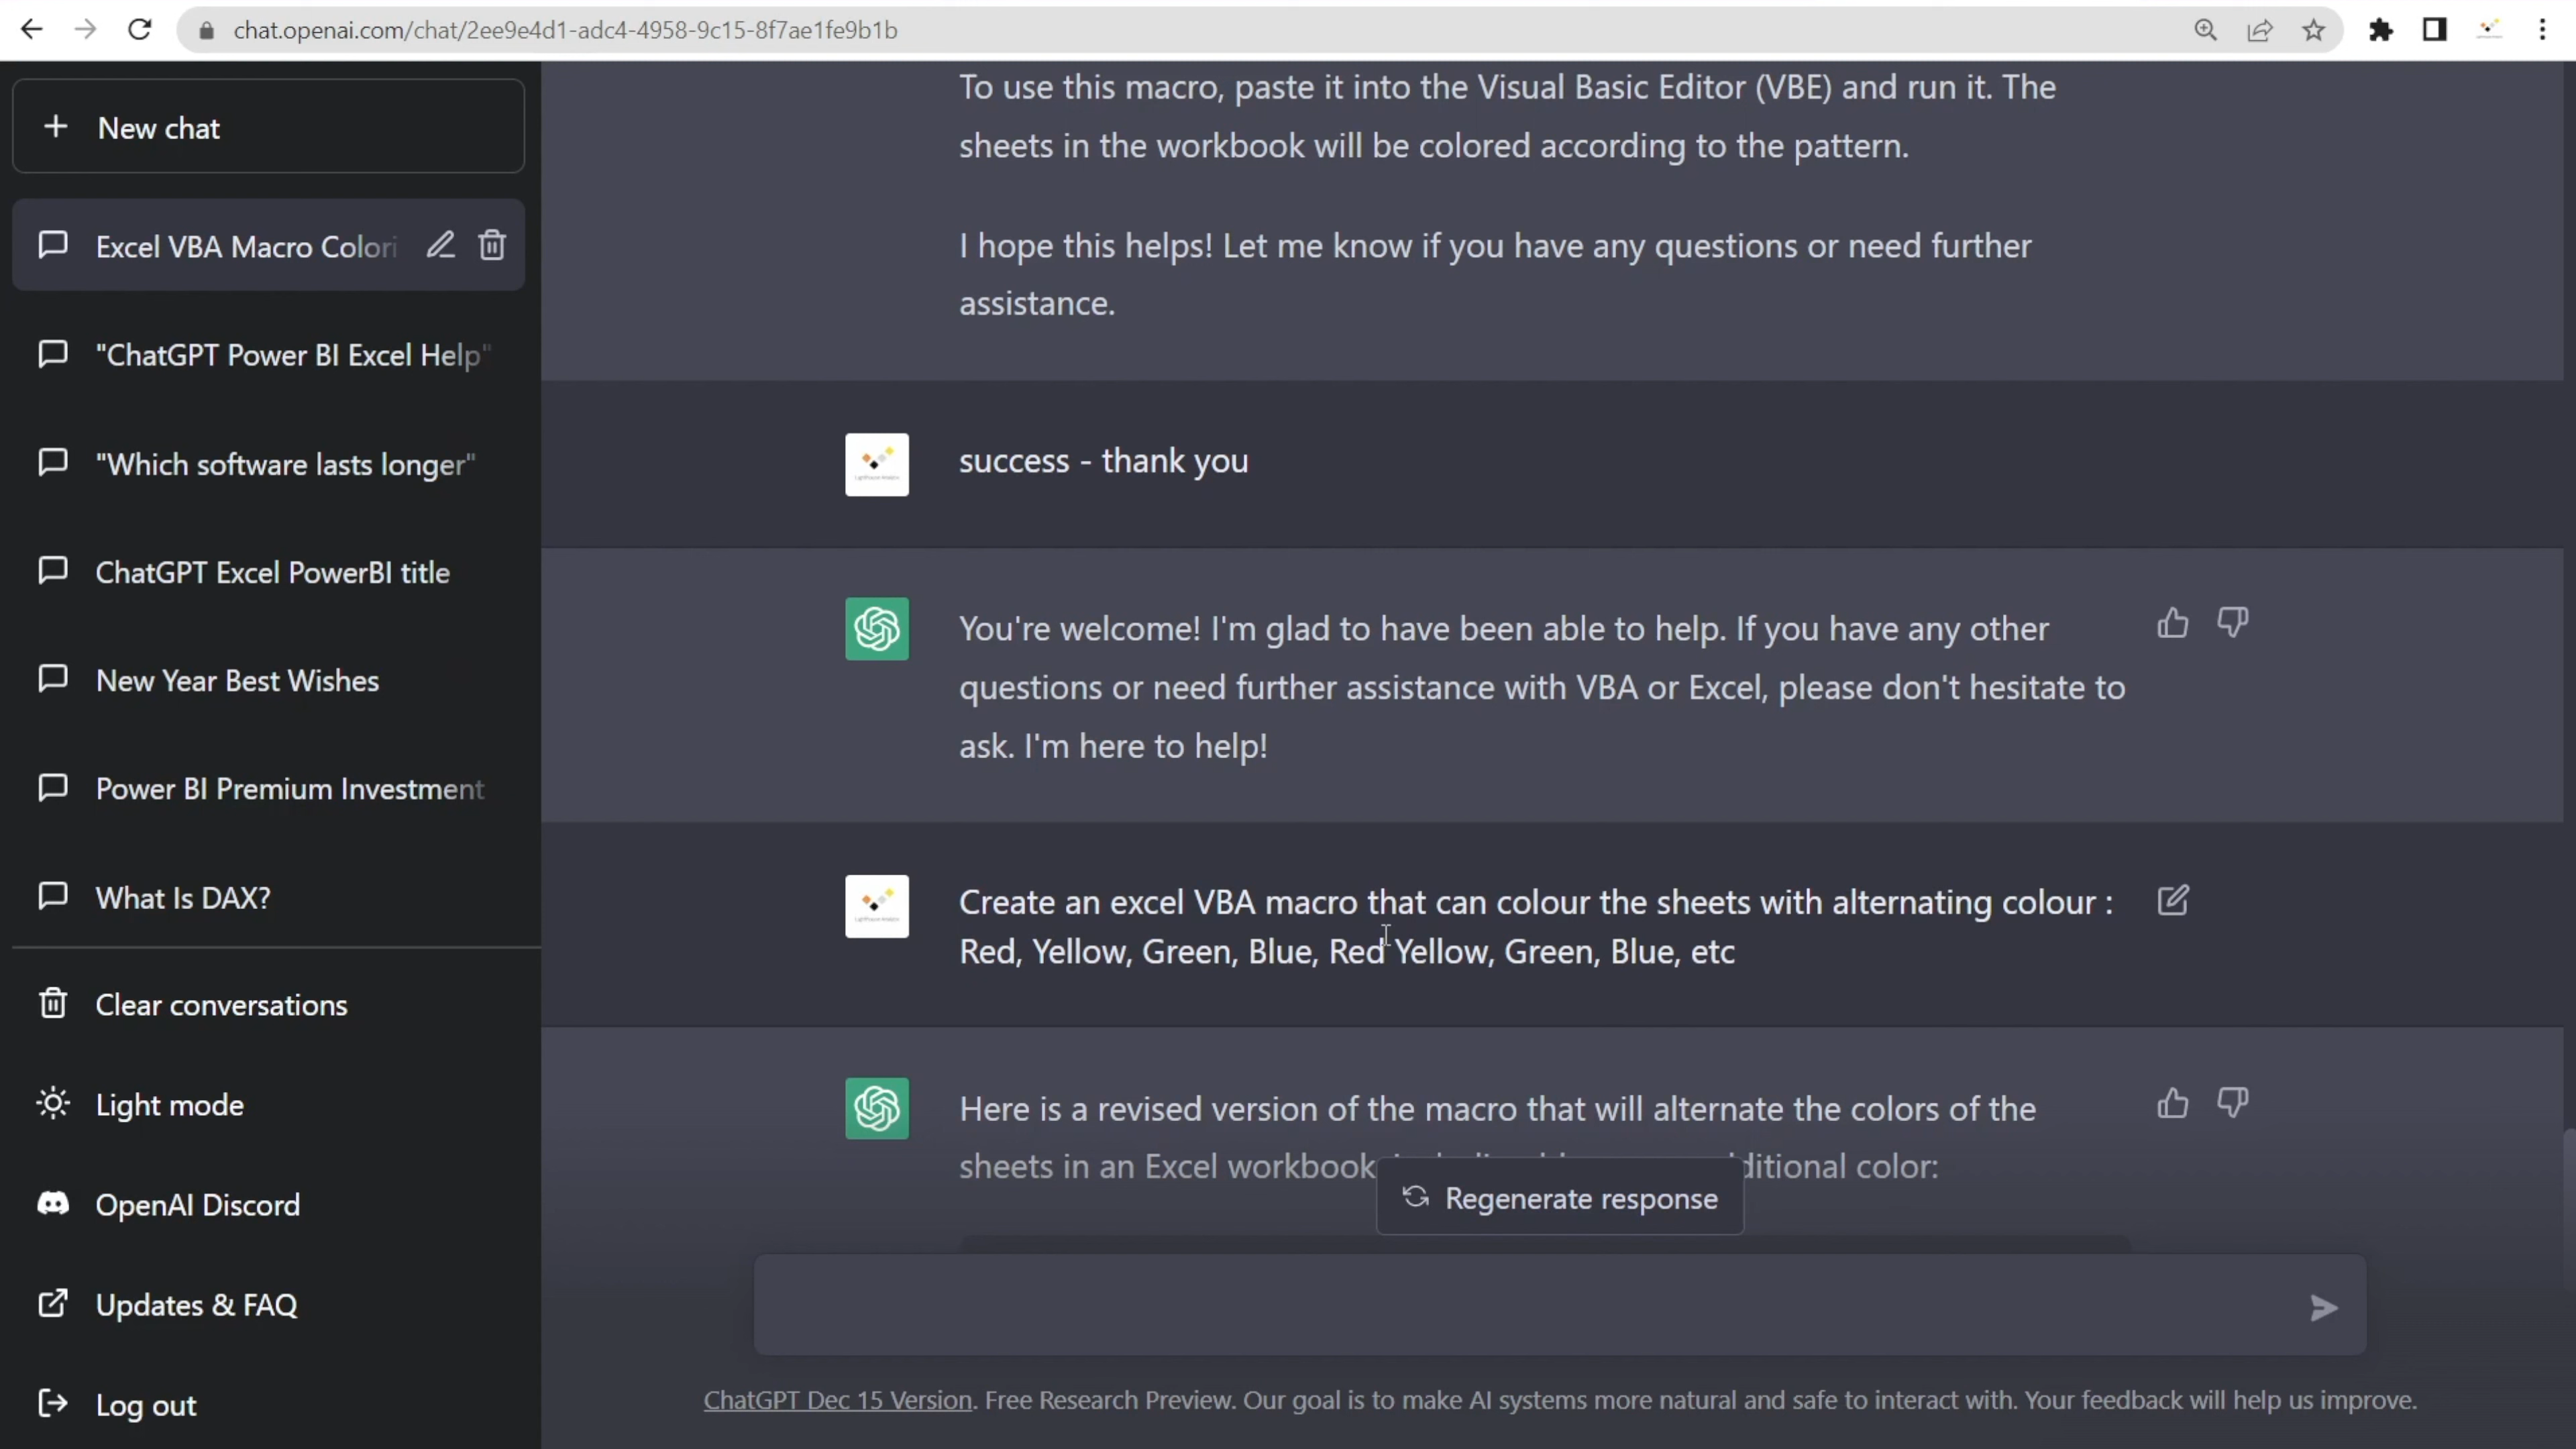 chat.openai.com/chat/2ee9e4d1-adc4-4958-9c15-8f7ae1fe9b1b
New chat
Excel VBA Macro Colori
"ChatGPT Power BI Excel Help"
"Which software lasts longer"
ChatGPT Excel PowerBI title
New Year Best Wishes
Power BI Premium Investment
What Is DAX?
Clear conversations
Light mode
OpenAI Discord
Updates & FAQ
Log out
To use this macro, paste it into the Visual Basic Editor (VBE) and run it. The
sheets in the workbook will be colored according to the pattern.
I hope this helps! Let me know if you have any questions or need further
assistance.
success - thank you
You're welcome! I'm glad to have been able to help. If you have any other
questions or need further assistance with VBA or Excel, please don't hesitate to
ask. I'm here to help!
Create an excel VBA macro that can colour the sheets with alternating colour :
Red, Yellow, Green, Blue, Red Yellow, Green, Blue, etc
Here is a revised version of the macro that will alternate the colors of the
sheets in an Excel workbook color:
Regenerate response
ChatGPT Dec 15 Version. Free Research Preview. Our goal is to make AI systems more natural and safe to interact with. Your feedback will help us improve.